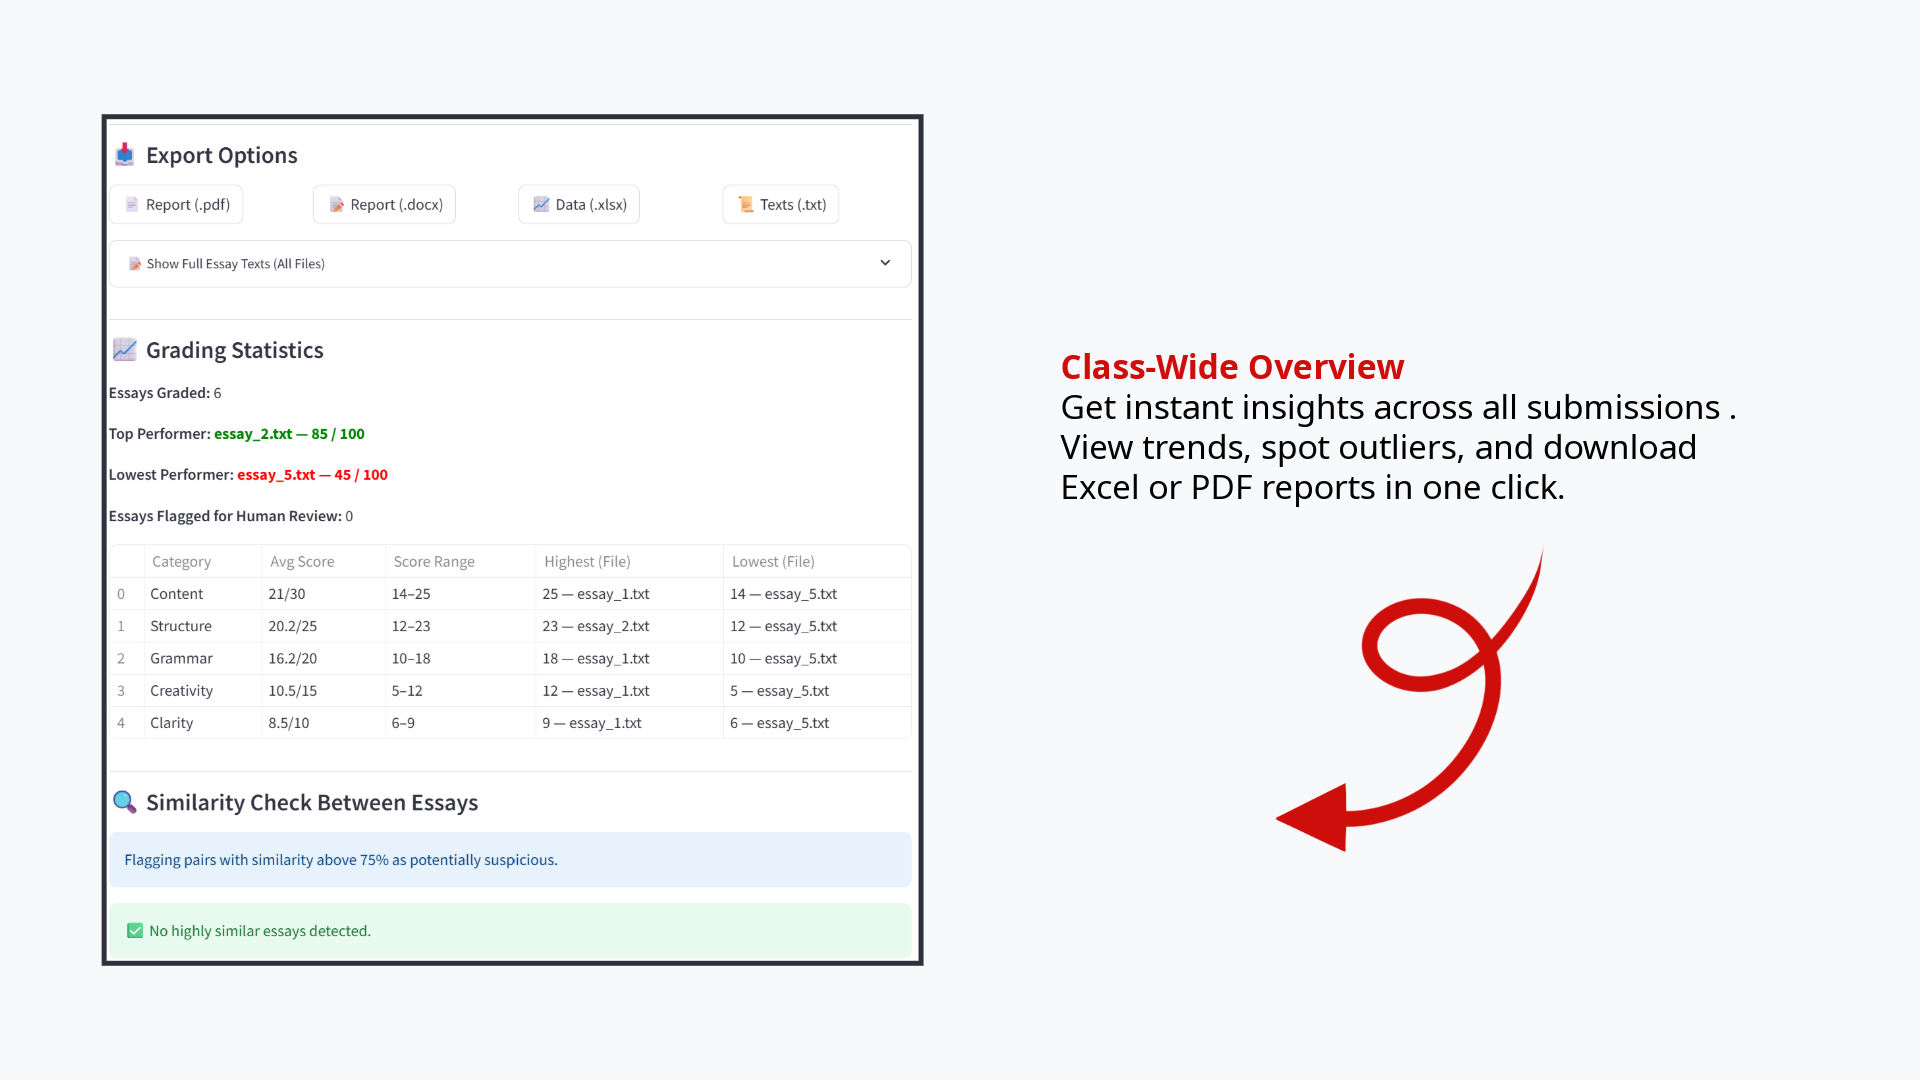 Export Options
Report (.pdf) Report (.docx) Data (.xlsx) Texts (.txt)
Show Full Essay Texts (All Files)
Grading Statistics
Essays Graded: 6
Top Performer: essay_2.txt — 85 / 100
Lowest Performer: essay_5.txt — 45 / 100
Essays Flagged for Human Review: 0
Category Avg Score Score Range Highest (File) Lowest (File)
0 Content 21/30 14–25 25 — essay_1.txt 14 — essay_5.txt
1 Structure 20.2/25 12–23 23 — essay_2.txt 12 — essay_5.txt
2 Grammar 16.2/20 10–18 18 — essay_1.txt 10 — essay_5.txt
3 Creativity 10.5/15 5–12 12 — essay_1.txt 5 — essay_5.txt
4 Clarity 8.5/10 6–9 9 — essay_1.txt 6 — essay_5.txt
Similarity Check Between Essays
Flagging pairs with similarity above 75% as potentially suspicious.
No highly similar essays detected.
Class-Wide Overview
Get instant insights across all submissions .
View trends, spot outliers, and download
Excel or PDF reports in one click.